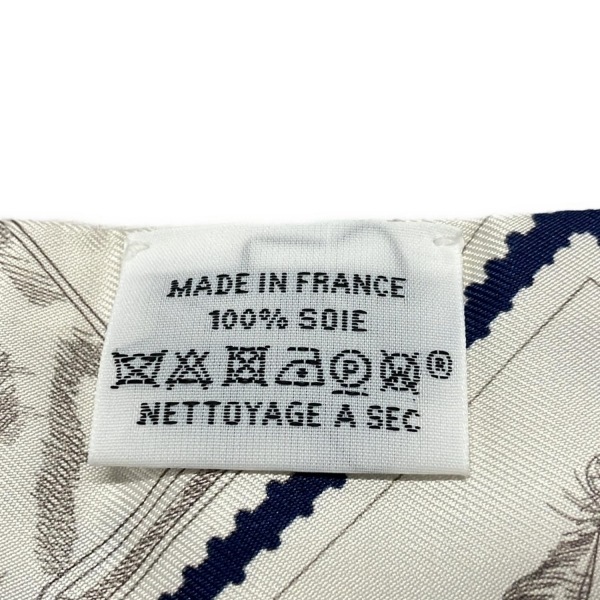 MADE IN FRANCE
100% SOIE
P W ®
NETTOYAGE A SEC